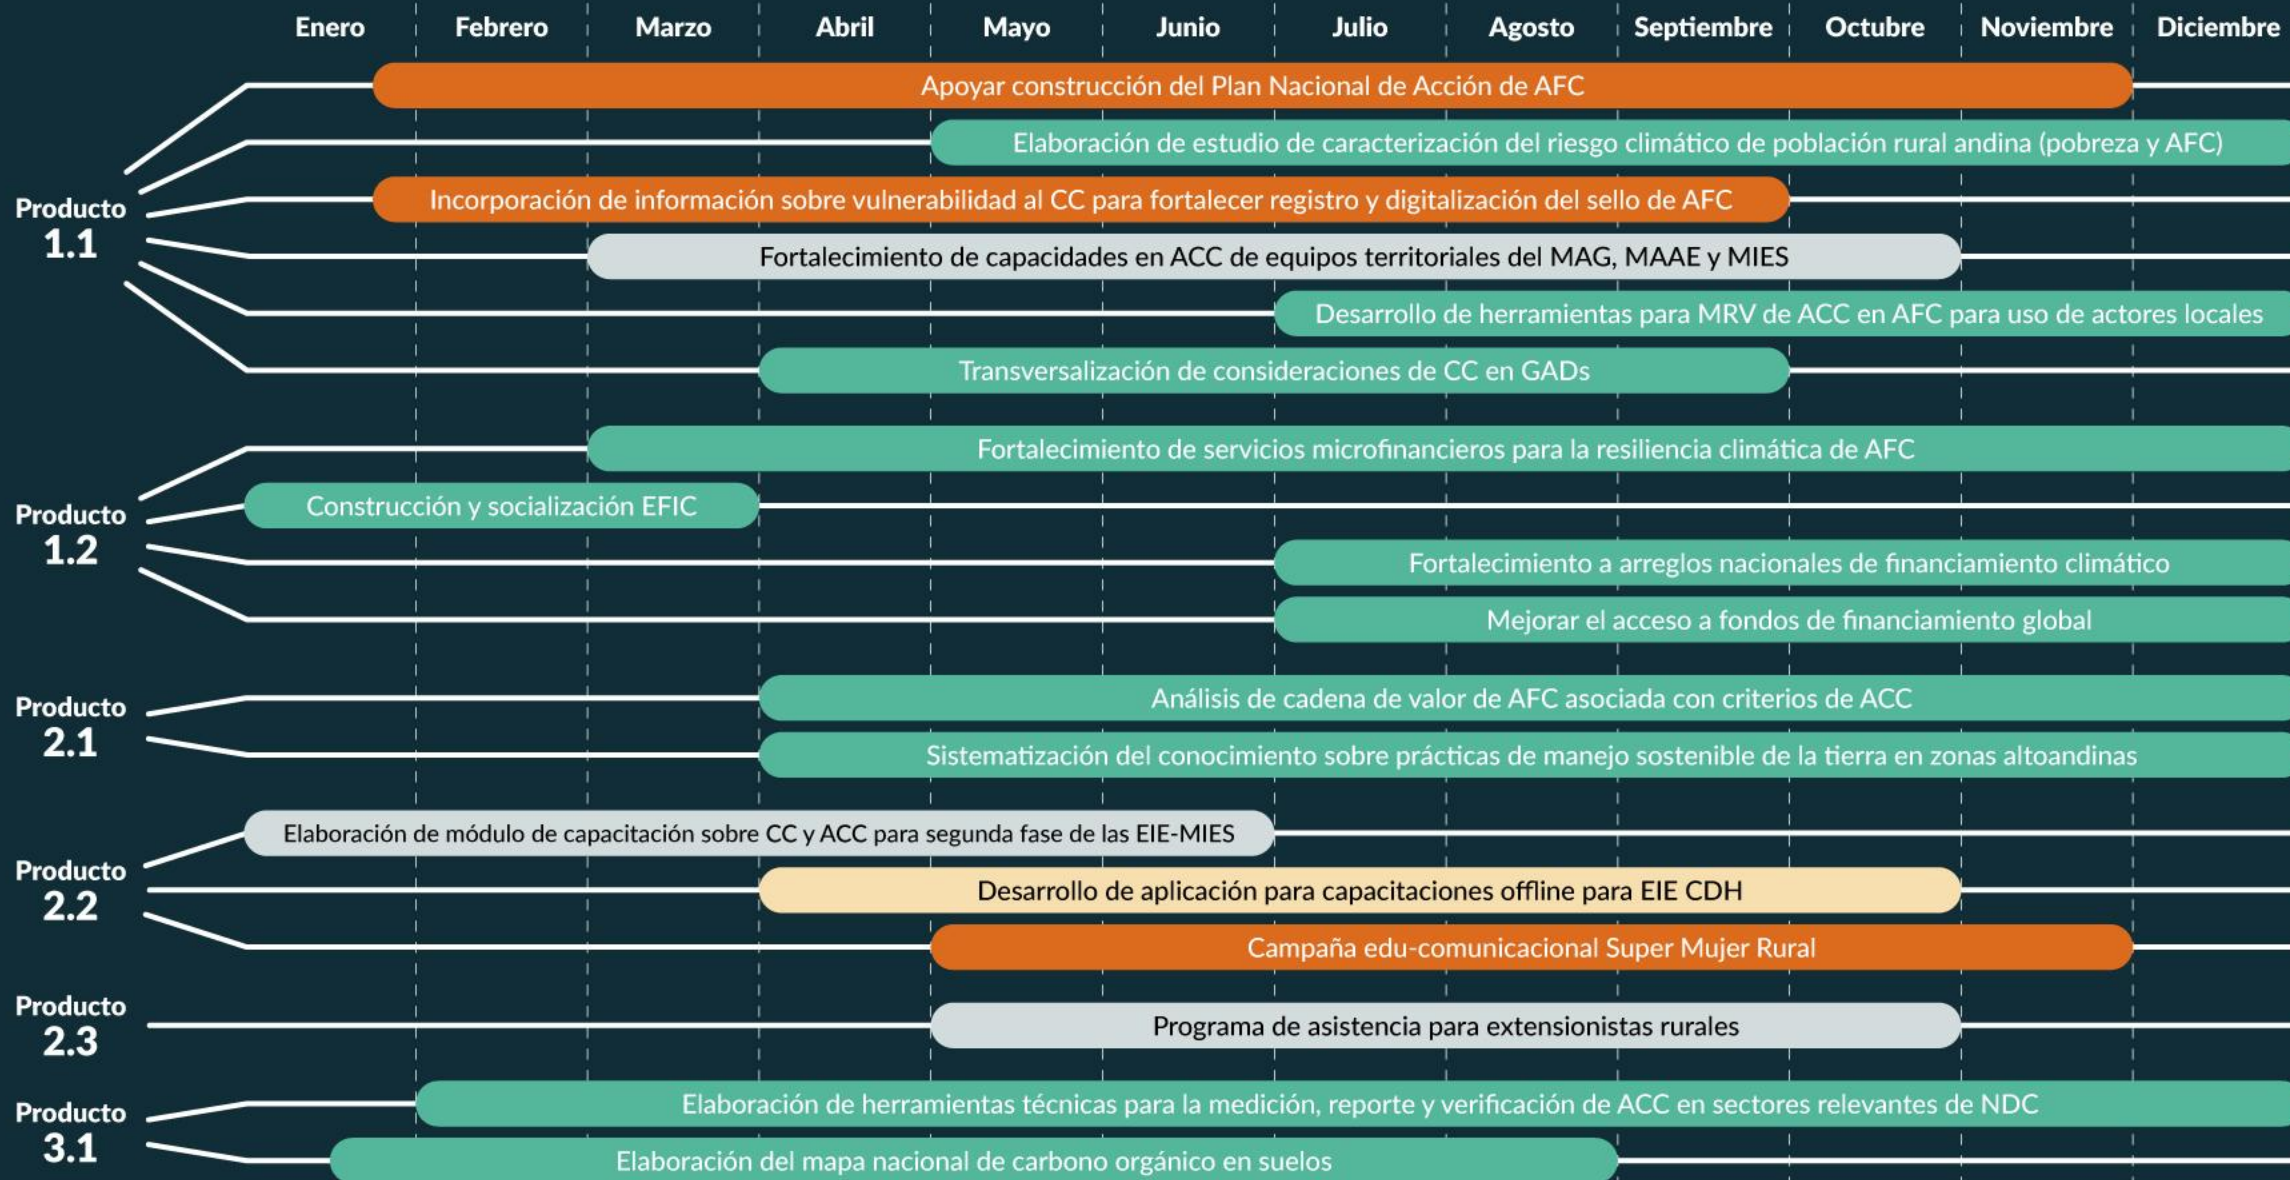 Enero Febrero Marzo Abril Mayo Junio Julio Agosto Septiembre Octubre Noviembre Diciembre
Producto
1.1
Apoyar construcción del Plan Nacional de Acción de AFC
Elaboración de estudio de caracterización del riesgo climático de población rural andina (pobreza y AFC)
Incorporación de información sobre vulnerabilidad al CC para fortalecer registro y digitalización del sello de AFC
Fortalecimiento de capacidades en ACC de equipos territoriales del MAG, MAAE y MIES
Desarrollo de herramientas para MRV de ACC en AFC para uso de actores locales
Transversalización de consideraciones de CC en GADs
Producto
1.2
Fortalecimiento de servicios microfinancieros para la resiliencia climática de AFC
Construcción y socialización EFIC
Fortalecimiento a arreglos nacionales de financiamiento climático
Mejorar el acceso a fondos de financiamiento global
Producto
2.1
Análisis de cadena de valor de AFC asociada con criterios de ACC
Sistematización del conocimiento sobre prácticas de manejo sostenible de la tierra en zonas altoandinas
Producto
2.2
Elaboración de módulo de capacitación sobre CC y ACC para segunda fase de las EIE-MIES
Desarrollo de aplicación para capacitaciones offline para EIE CDH
Campaña edu-comunicacional Super Mujer Rural
Producto
2.3
Programa de asistencia para extensionistas rurales
Producto
3.1
Elaboración de herramientas técnicas para la medición, reporte y verificación de ACC en sectores relevantes de NDC
Elaboración del mapa nacional de carbono orgánico en suelos